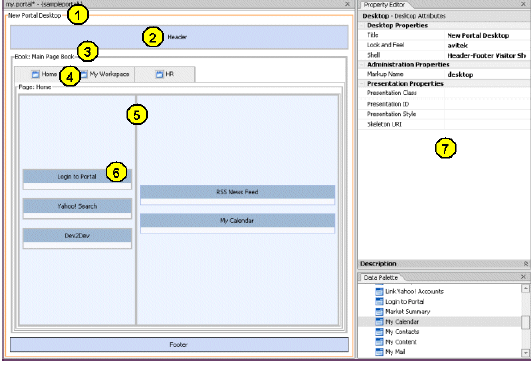 my.portal* - (sampleportal)
New Portal Desktop
1
2
Header
Book: Main Page Book
3
Home
4
My Workspace
HR
Page: Home
5
Login to Portal
6
Yahoo! Search
Dev2Dev
RSS News Feed
My Calendar
Footer
Property Editor
Desktop - Desktop Attributes
Desktop Properties
Title New Portal Desktop
Look and Feel avitek
Shell Header-Footer Visitor Sh
Administration Properties
Markup Name desktop
Presentation Properties
Presentation Class
Presentation ID
Presentation Style
Skeleton URI
7
Description
Data Palette
Link Yahoo! Accounts
Login to Portal
Market Summary
My Calendar
My Contacts
My Content
My Mail